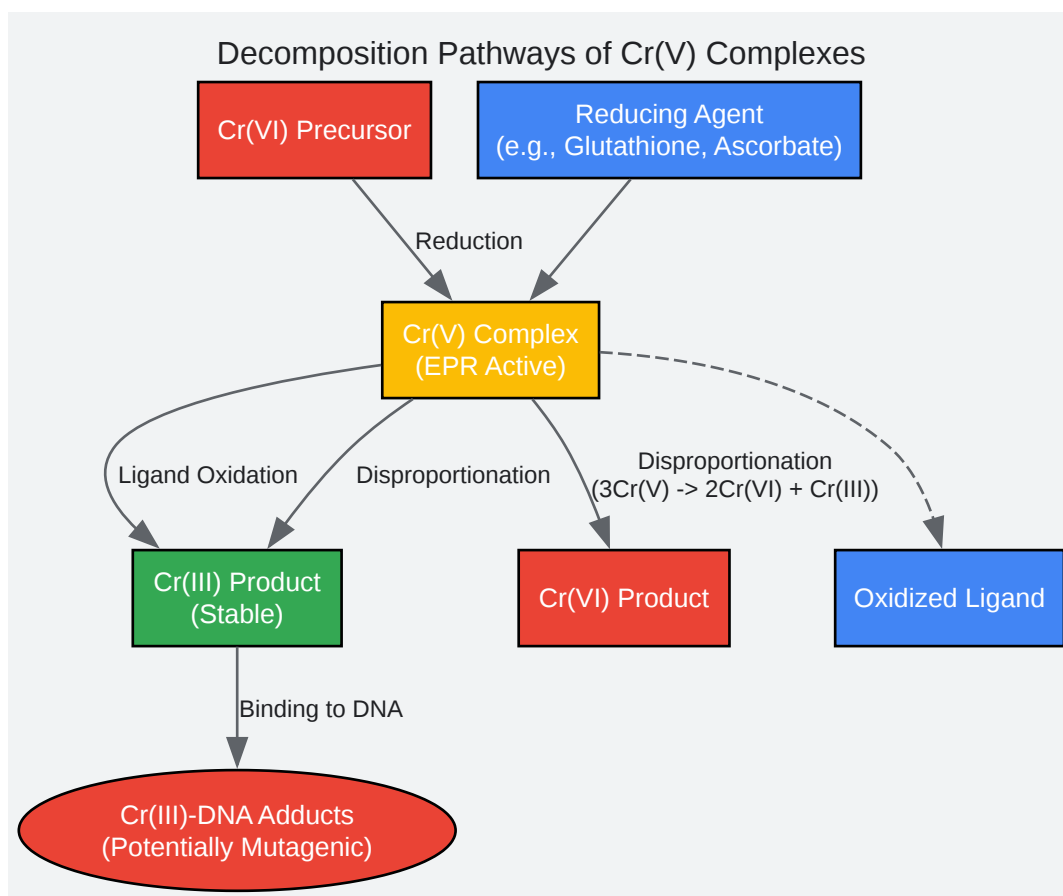 Decomposition Pathways of Cr(V) Complexes
Cr(VI) Precursor
Reducing Agent
(e.g., Glutathione, Ascorbate)
Reduction
Cr(V) Complex
(EPR Active)
Ligand Oxidation
Disproportionation
Disproportionation
(3Cr(V) -> 2Cr(VI) + Cr(III))
Cr(III) Product
(Stable)
Cr(VI) Product
Oxidized Ligand
Binding to DNA
Cr(III)-DNA Adducts
(Potentially Mutagenic)